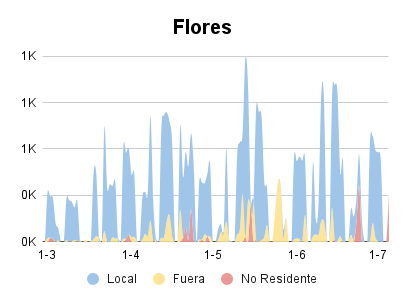 Flores
1K
1K
1K
0K
0K
1-3
1-4
1-5
1-6
1-7
Local
Fuera
No Residente